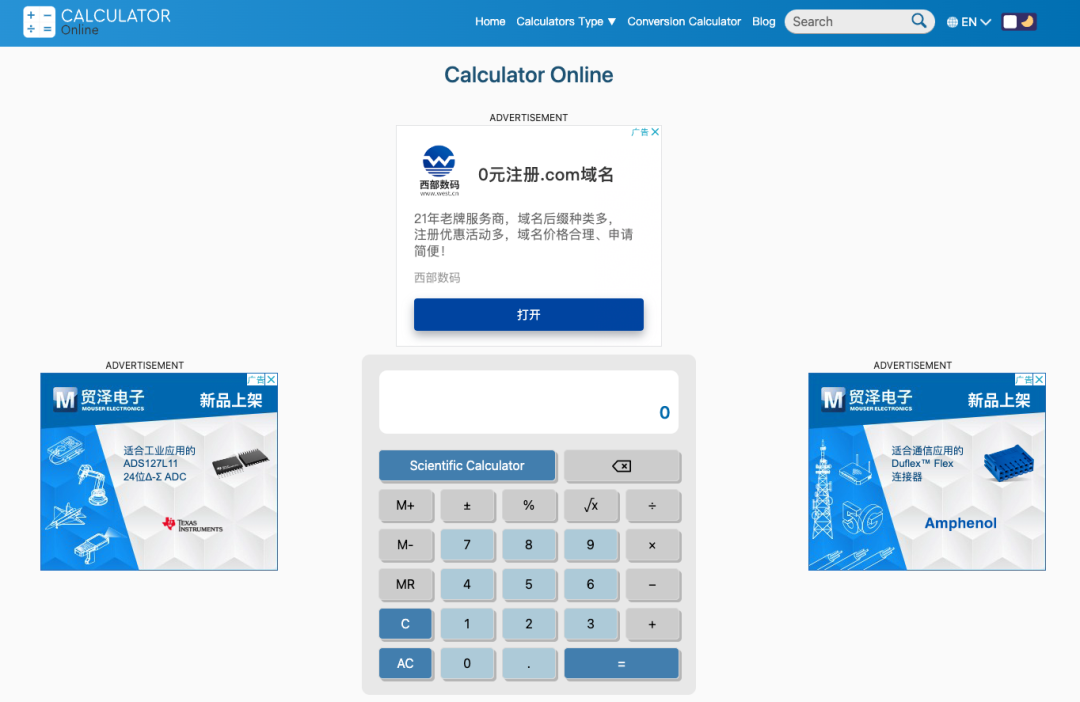 CALCULATOR
Online
Home Calculators Type ▼ Conversion Calculator Blog Search EN
Calculator Online
ADVERTISEMENT
广告
西部数码
www.west.cn
0元注册.com域名
21年老牌服务商，域名后缀种类多，
注册优惠活动多，域名价格合理、申请
简便！
西部数码
打开
ADVERTISEMENT
广告
M 贸泽电子
MOUSER ELECTRONICS
新品上架
适合工业应用的
ADS127L11
24位Δ-Σ ADC
TEXAS
INSTRUMENTS
0
Scientific Calculator
M+ ± % √x ÷
M- 7 8 9 ×
MR 4 5 6 −
C 1 2 3 +
AC 0 . =
ADVERTISEMENT
广告
M 贸泽电子
MOUSER ELECTRONICS
新品上架
适合通信应用的
Duflex™ Flex
连接器
5G
Amphenol